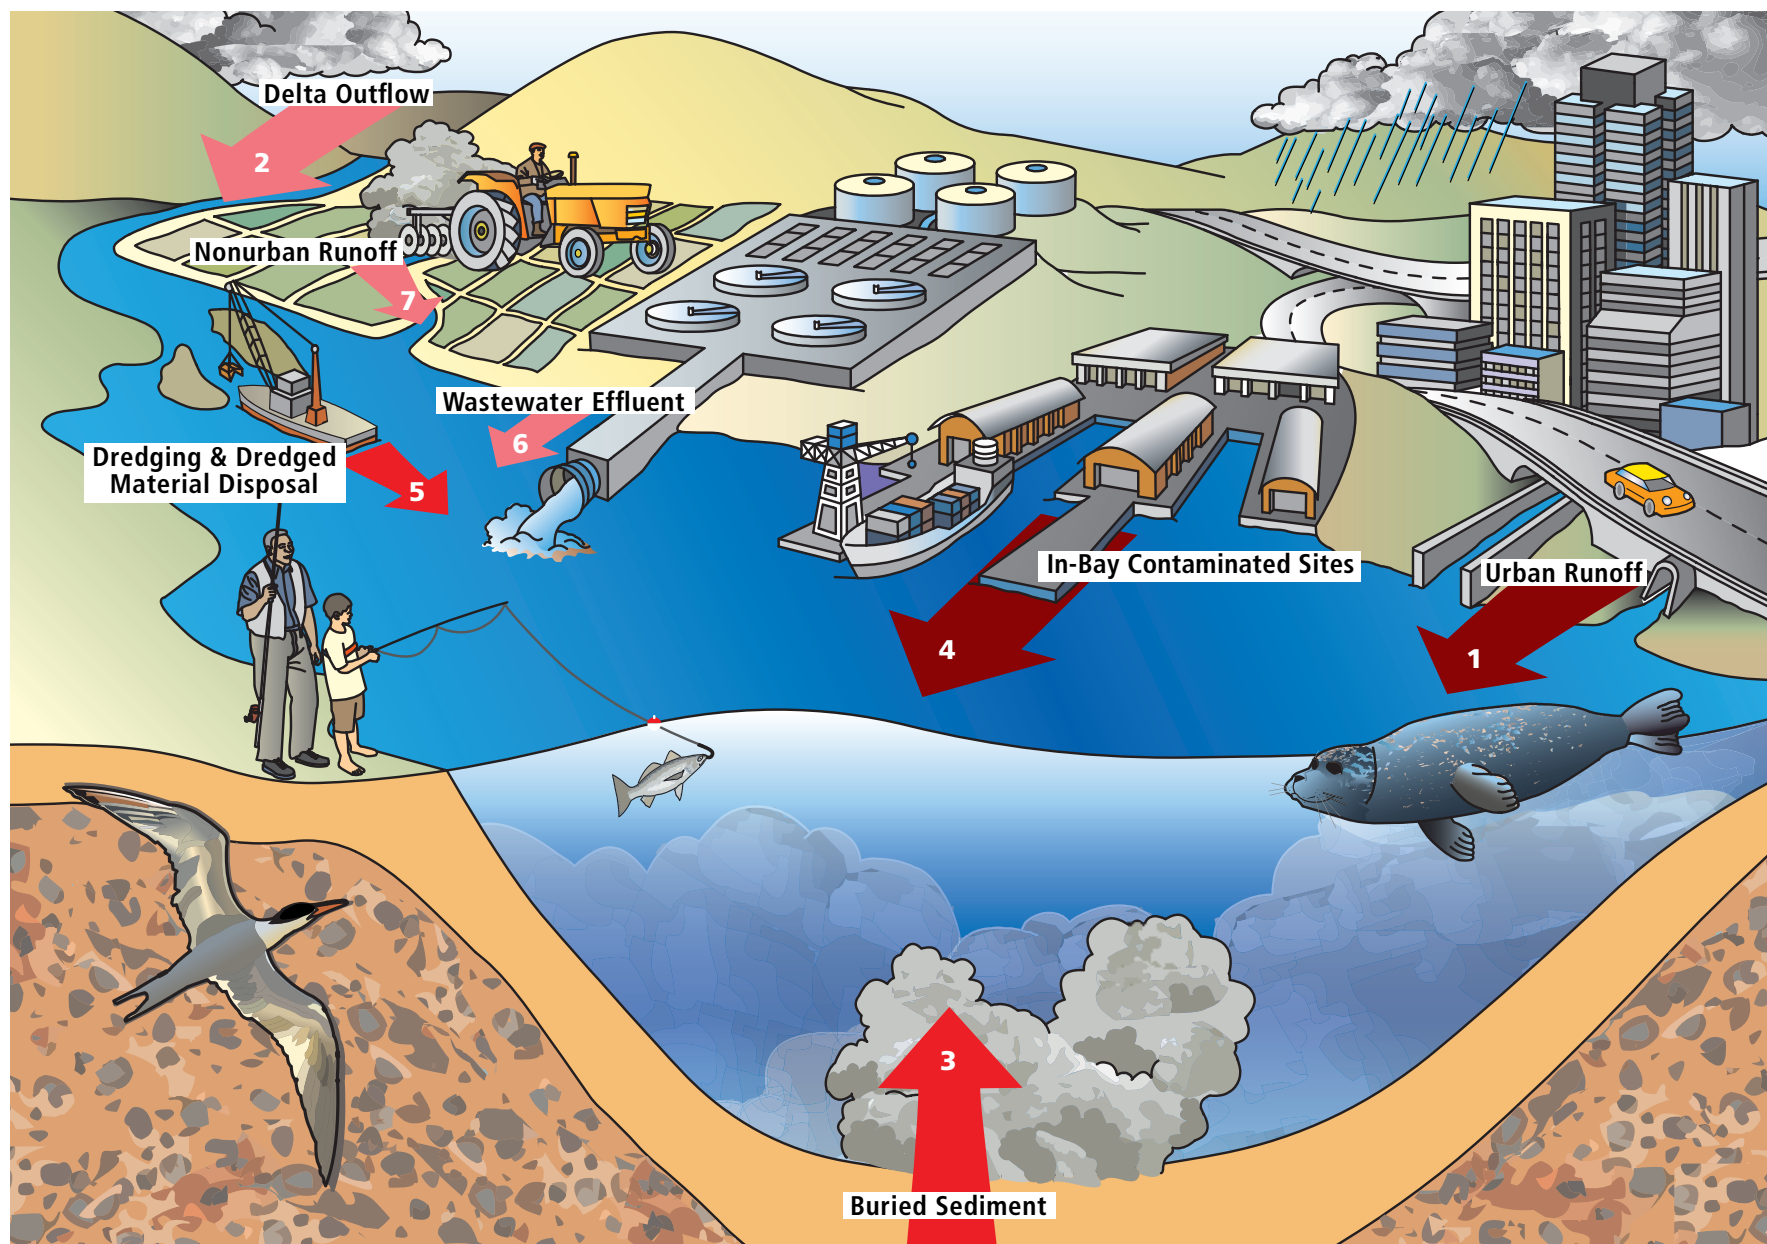 Delta Outflow
2
Nonurban Runoff
7
Wastewater Effluent
6
Dredging & Dredged
Material Disposal
5
In-Bay Contaminated Sites
4
Urban Runoff
1
3
Buried Sediment